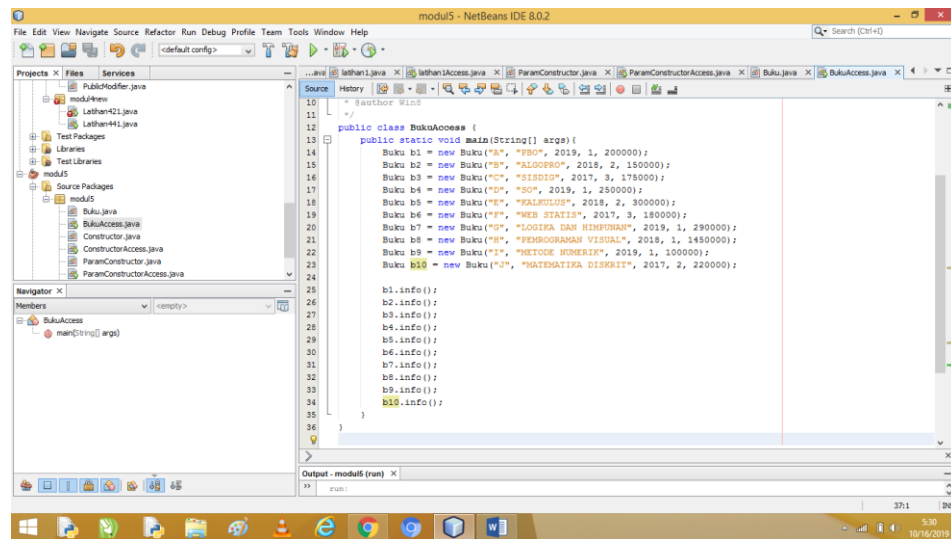 modul5 - NetBeans IDE 8.0.2
File Edit View Navigate Source Refactor Run Debug Profile Team Tools Window Help
Search (Ctrl+I)
<default config>
Projects Files Services
PublicModifier.java
modul4new
Latihan421.java
Latihan441.java
Test Packages
Libraries
Test Libraries
modul5
Source Packages
modul5
Buku.java
BukuAccess.java
Constructor.java
ConstructorAccess.java
ParamConstructor.java
ParamConstructorAccess.java
Navigator
Members <empty>
BukuAccess
main(String[] args)
...ava latihan1.java latihan1Access.java ParamConstructor.java ParamConstructorAccess.java Buku.java BukuAccess.java
Source History
10 * @author Win8
11 */
12 public class BukuAccess {
13 public static void main(String[] args){
14 Buku b1 = new Buku("A", "PBO", 2019, 1, 200000);
15 Buku b2 = new Buku("B", "ALGOPRO", 2018, 2, 150000);
16 Buku b3 = new Buku("C", "SISDIG", 2017, 3, 175000);
17 Buku b4 = new Buku("D", "SO", 2019, 1, 250000);
18 Buku b5 = new Buku("E", "KALKULUS", 2018, 2, 300000);
19 Buku b6 = new Buku("F", "WEB STATIS", 2017, 3, 180000);
20 Buku b7 = new Buku("G", "LOGIKA DAN HIMPUNAN", 2019, 1, 290000);
21 Buku b8 = new Buku("H", "PEMROGRAMAN VISUAL", 2018, 1, 1450000);
22 Buku b9 = new Buku("I", "METODE NUMERIK", 2019, 1, 100000);
23 Buku b10 = new Buku("J", "MATEMATIKA DISKRIT", 2017, 2, 220000);
24
25 b1.info();
26 b2.info();
27 b3.info();
28 b4.info();
29 b5.info();
30 b6.info();
31 b7.info();
32 b8.info();
33 b9.info();
34 b10.info();
35 }
36 }
Output - modul5 (run)
run:
37:1 IN
5:30
10/16/2019